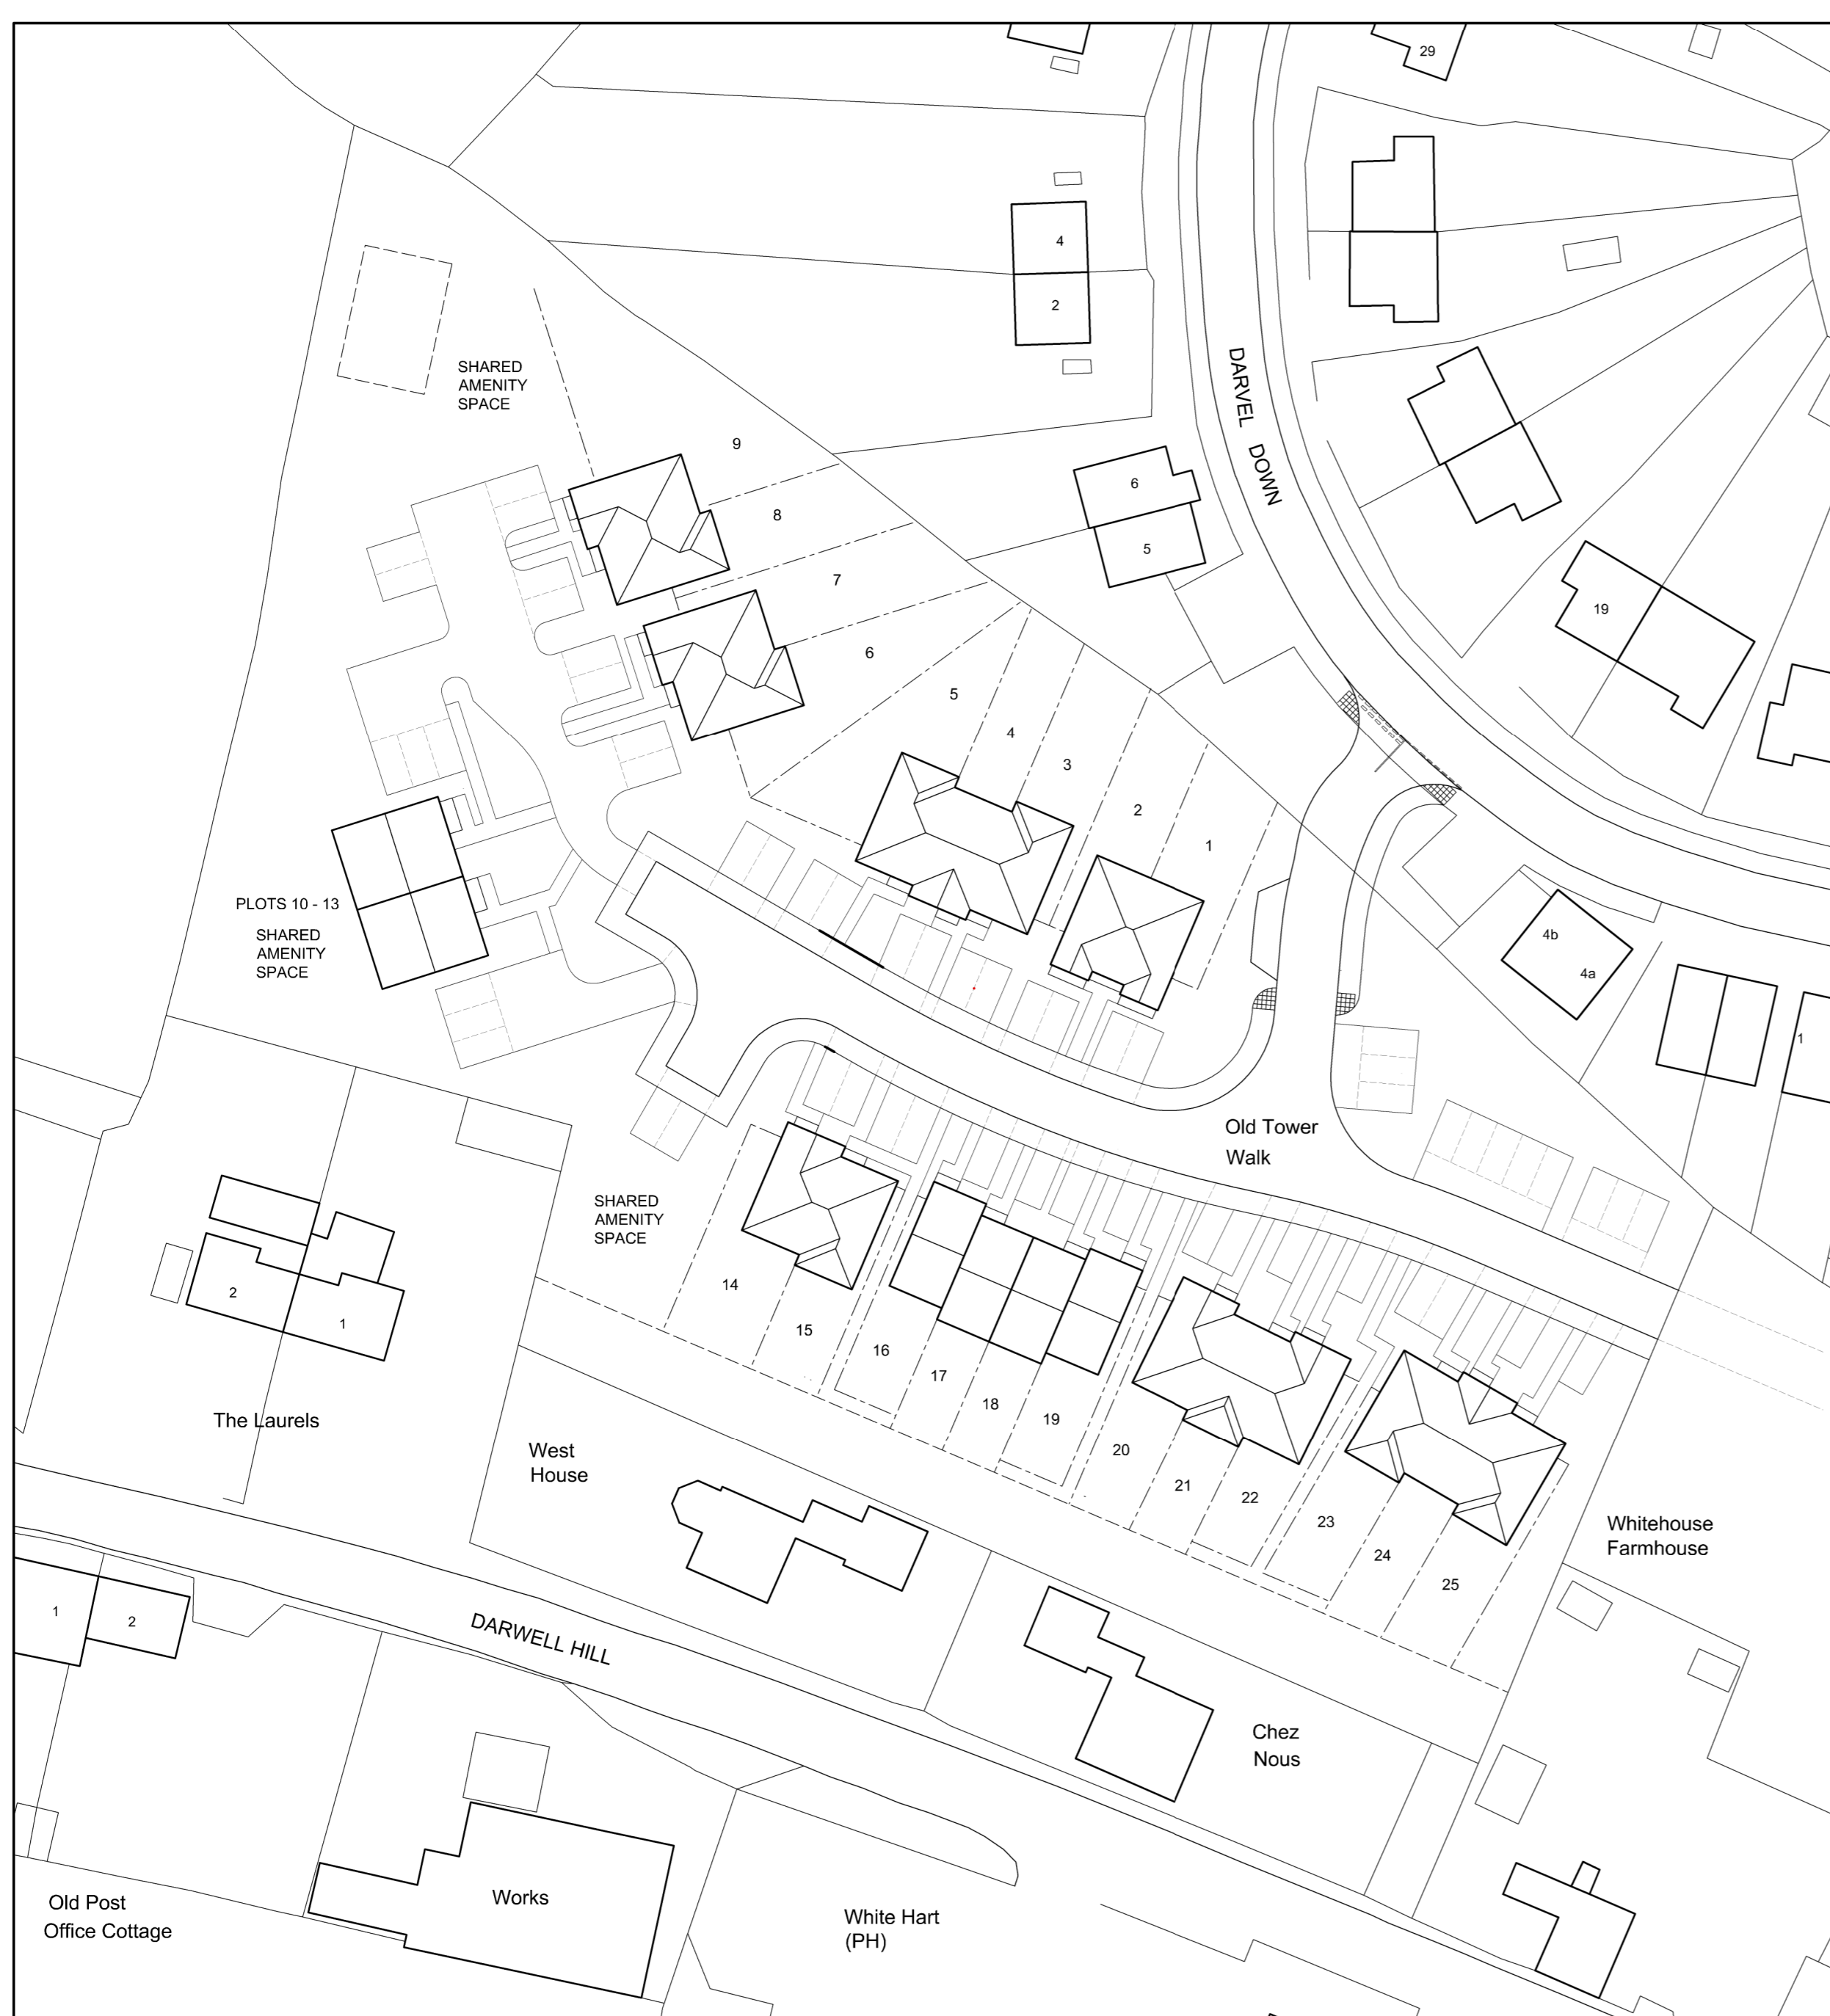 29
4
2
SHARED
AMENITY
SPACE
DARVEL DOWN
9
6
8
5
7
19
6
5
4
3
2
1
PLOTS 10 - 13
SHARED
AMENITY
SPACE
4b
4a
1
Old Tower
Walk
SHARED
AMENITY
SPACE
2
1
14
15
16
17
18
19
20
21
22
23
24
25
The Laurels
West
House
Whitehouse
Farmhouse
1
2
DARWELL HILL
Chez
Nous
Old Post
Office Cottage
Works
White Hart
(PH)